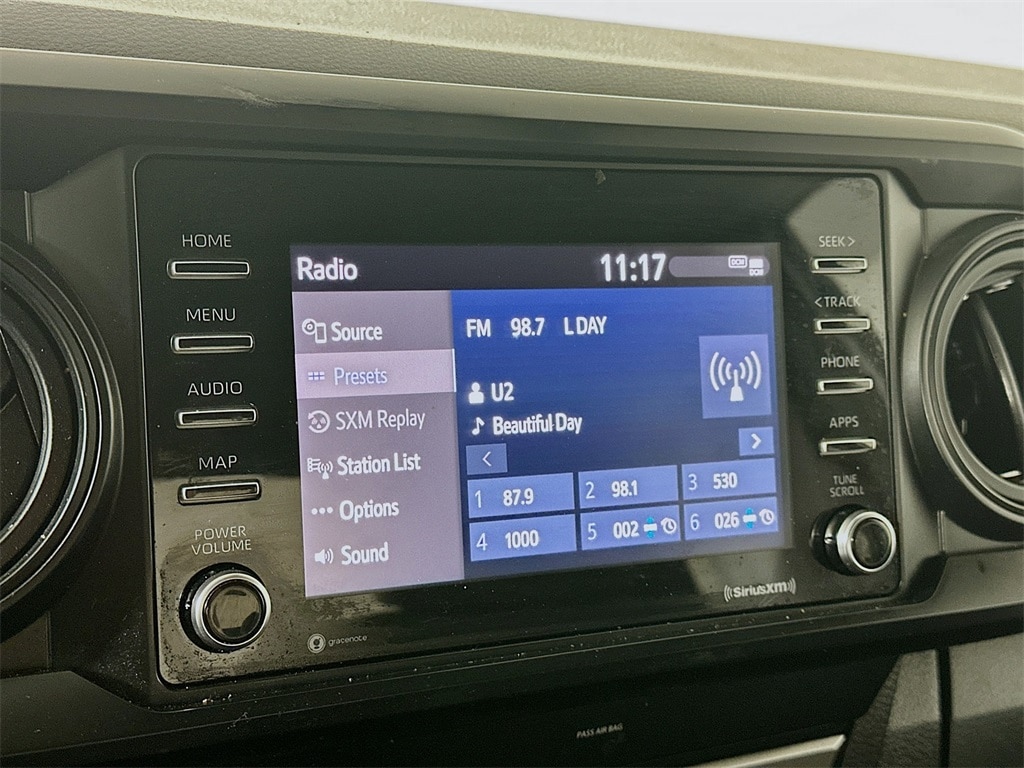 HOME
MENU
AUDIO
MAP
POWER
VOLUME
Radio
11:17
DCM
DCM
Source
Presets
SXM Replay
Station List
Options
Sound
FM 98.7 L DAY
U2
Beautiful Day
<
>
1 87.9
2 98.1
3 530
4 1000
5 002
6 026
SEEK >
< TRACK
PHONE
APPS
TUNE
SCROLL
SiriusXM
g gracenote
PASS AIR BAG